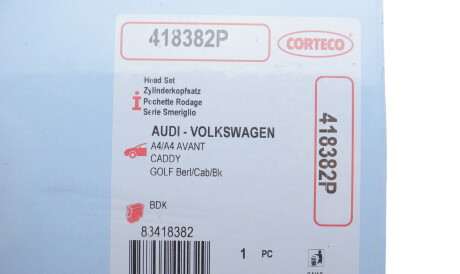 418382P
CORTECO
Head Set
Zylinderkopfsatz
Pochette Rodage
Serie Smeriglio
AUDI - VOLKSWAGEN
A4/A4 AVANT
CADDY
GOLF Berl/Cab/Bk
418382P
BDK
83418382
1 PC